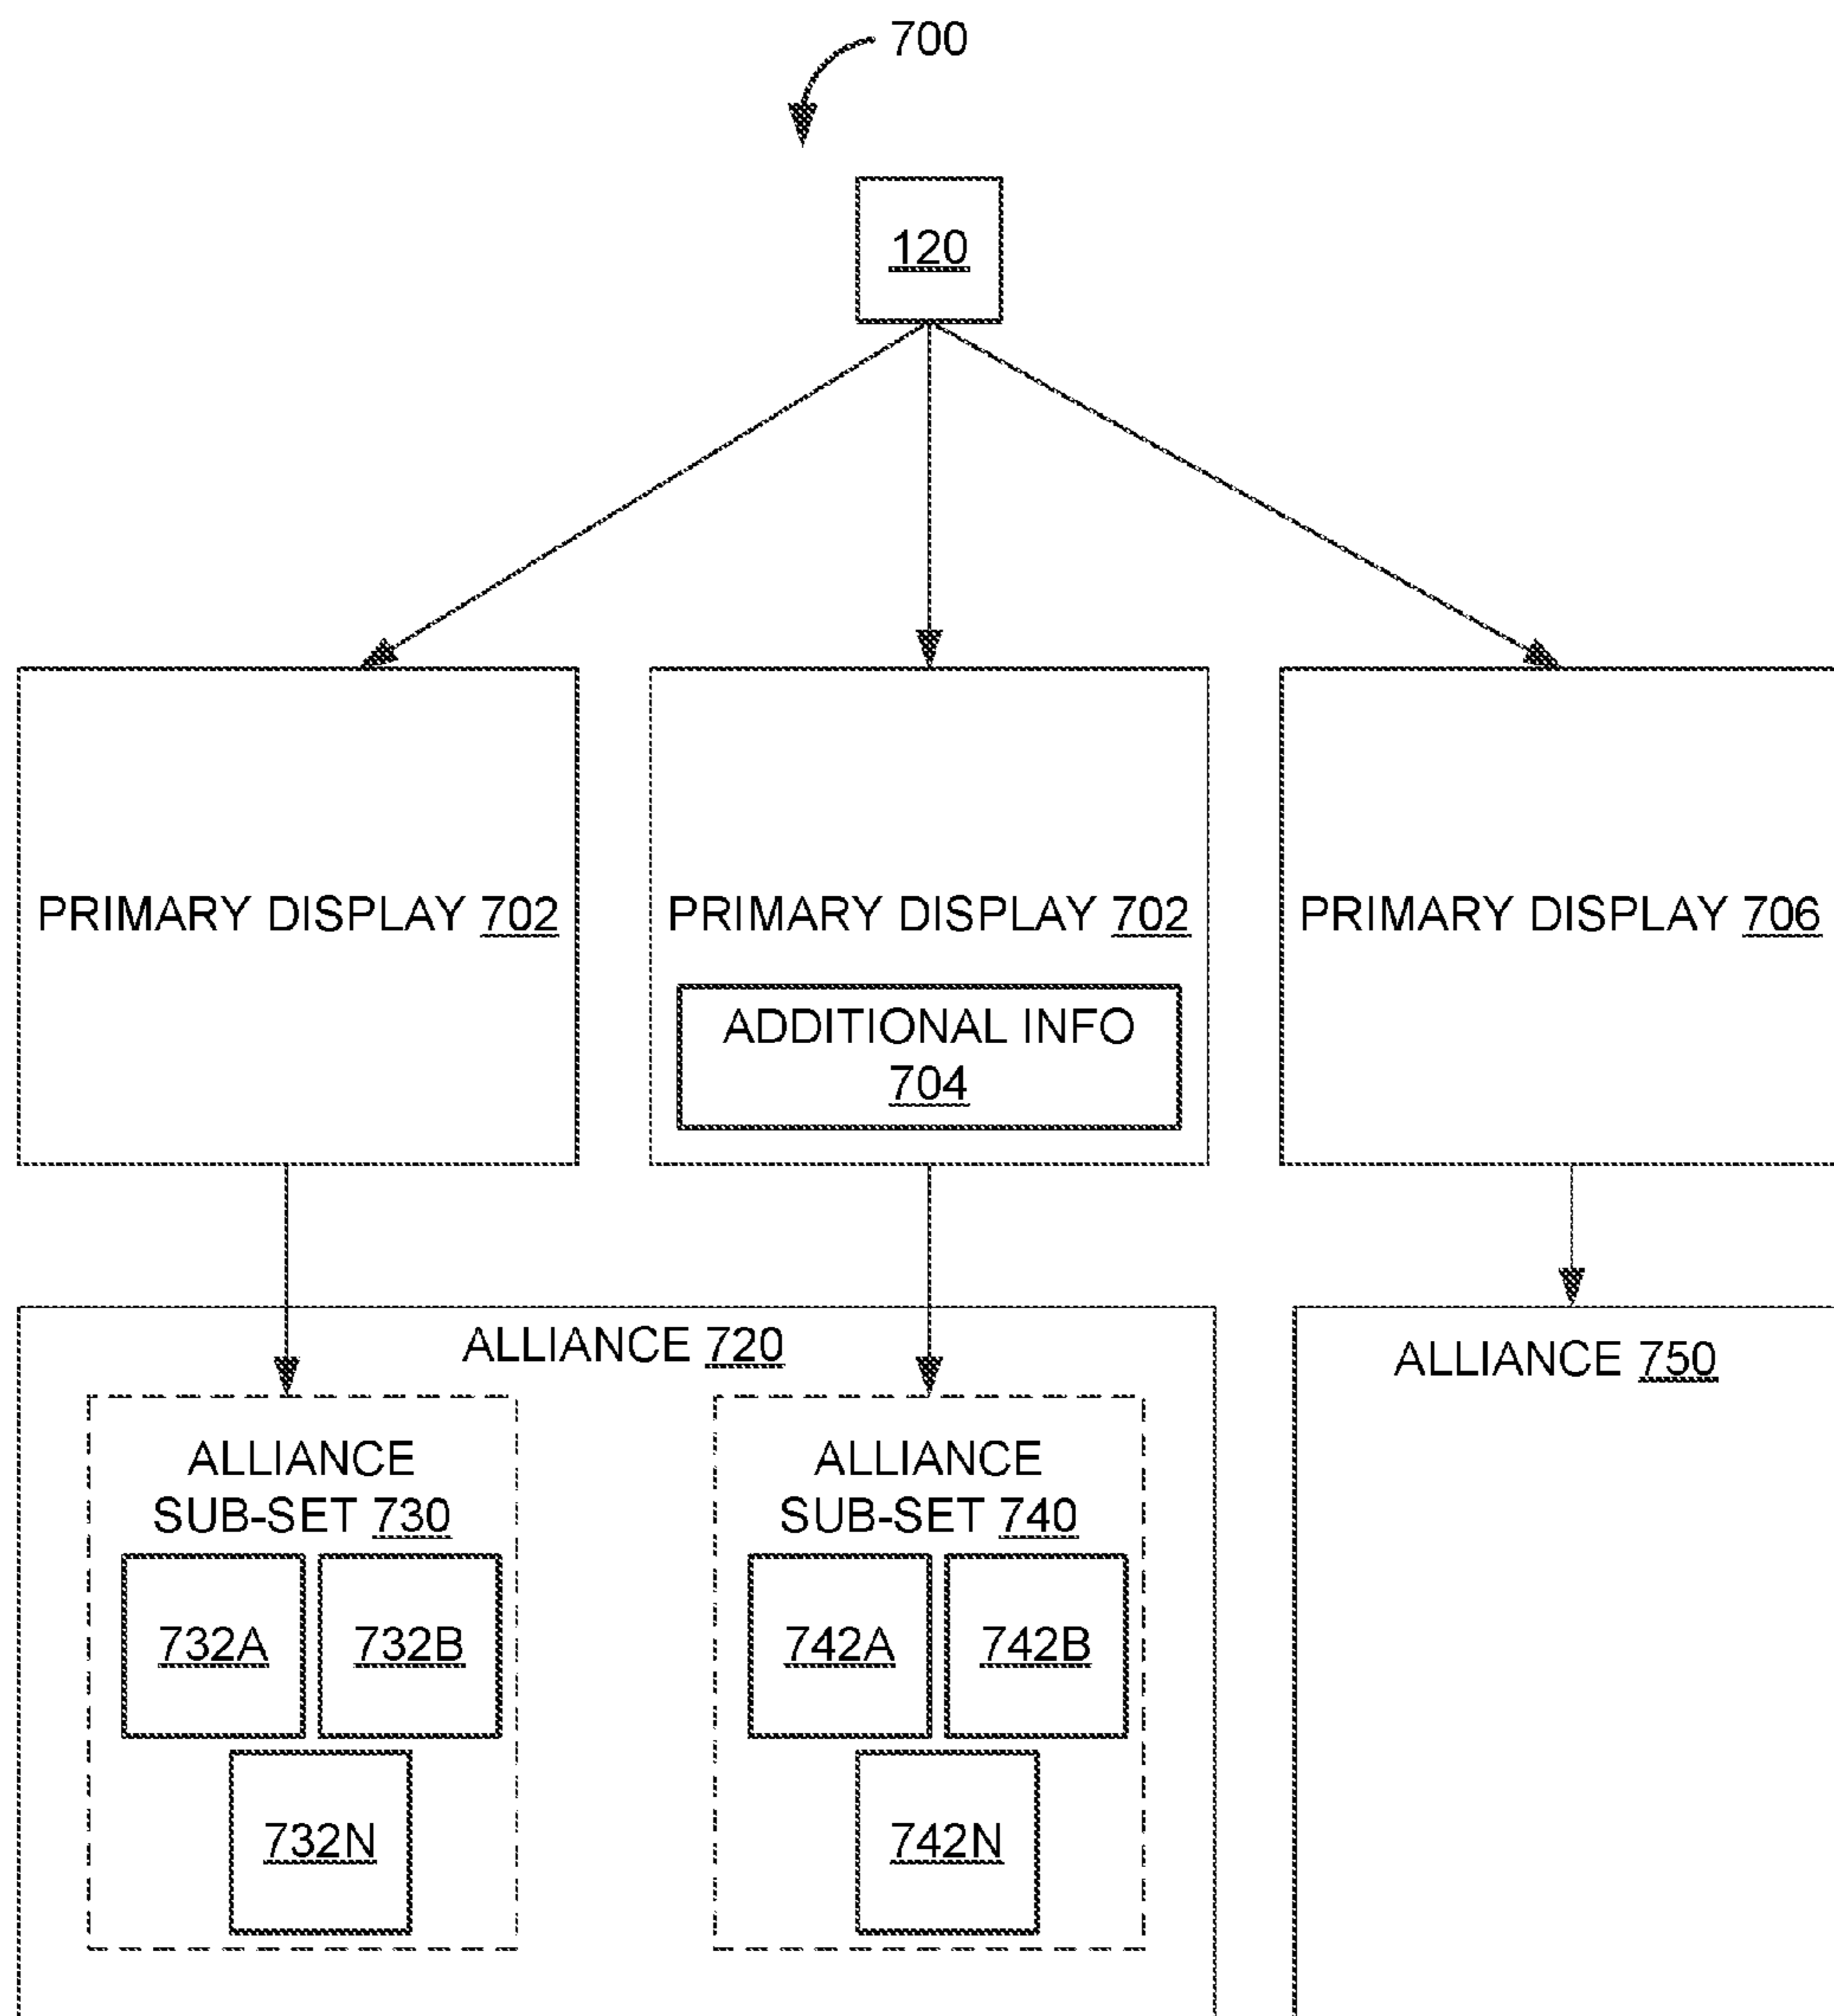 700
120
PRIMARY DISPLAY 702
PRIMARY DISPLAY 702
ADDITIONAL INFO
704
PRIMARY DISPLAY 706
ALLIANCE 720
ALLIANCE
SUB-SET 730
732A
732B
732N
ALLIANCE
SUB-SET 740
742A
742B
742N
ALLIANCE 750